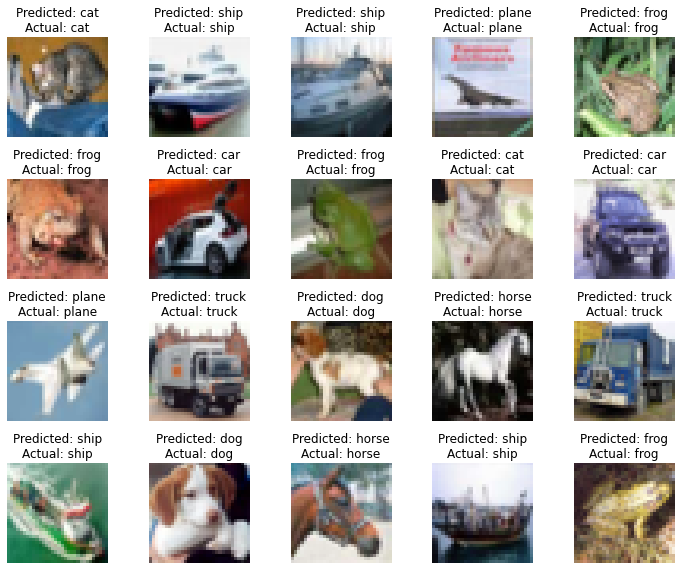 Predicted: cat
Actual: cat
Predicted: ship
Actual: ship
Predicted: ship
Actual: ship
Predicted: plane
Actual: plane
Predicted: frog
Actual: frog
Predicted: frog
Actual: frog
Predicted: car
Actual: car
Predicted: frog
Actual: frog
Predicted: cat
Actual: cat
Predicted: car
Actual: car
Predicted: plane
Actual: plane
Predicted: truck
Actual: truck
Predicted: dog
Actual: dog
Predicted: horse
Actual: horse
Predicted: truck
Actual: truck
Predicted: ship
Actual: ship
Predicted: dog
Actual: dog
Predicted: horse
Actual: horse
Predicted: ship
Actual: ship
Predicted: frog
Actual: frog